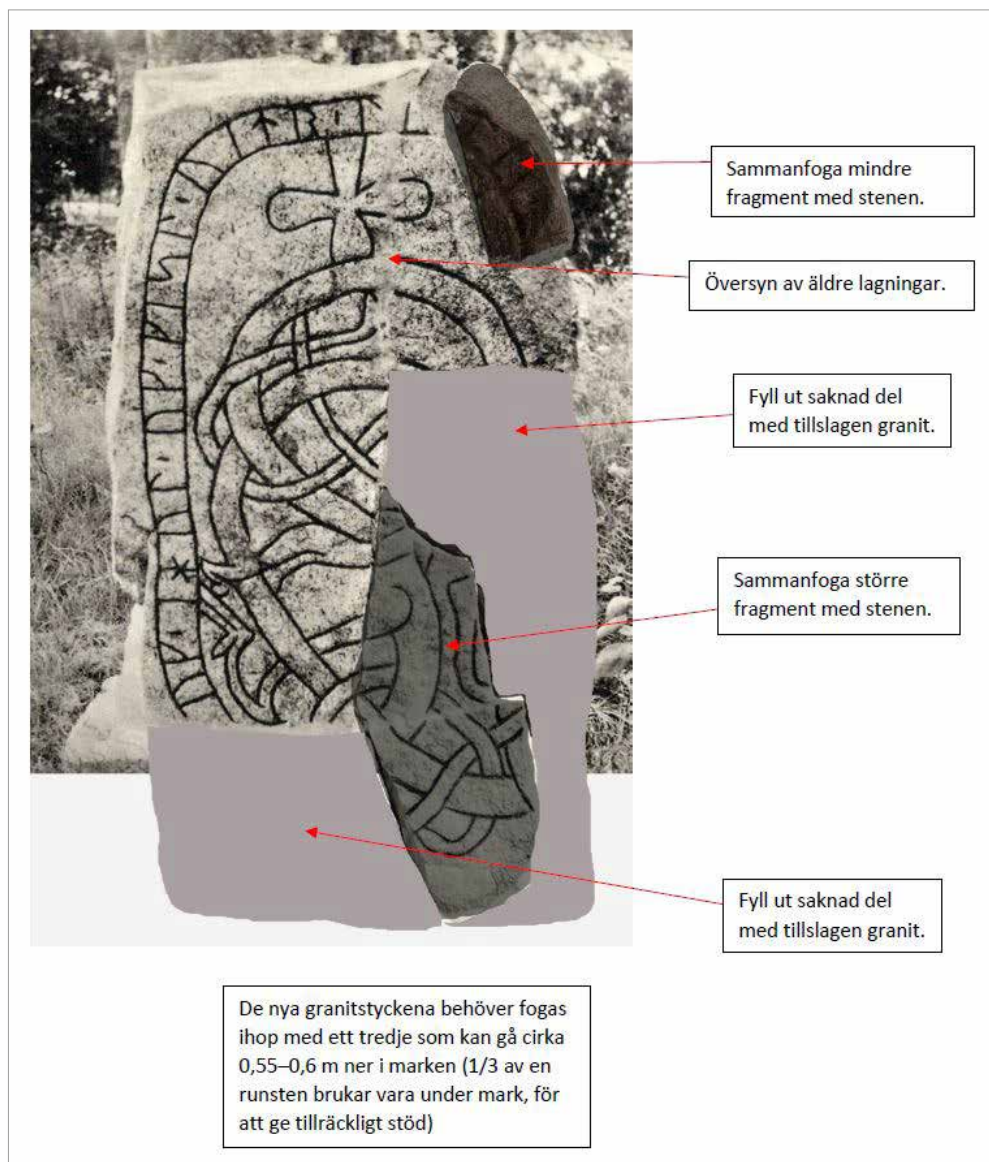 Sammanfoga mindre
fragment med stenen.
Översyn av äldre lagningar.
Fyll ut saknad del
med tillslagen granit.
Sammanfoga större
fragment med stenen.
Fyll ut saknad del
med tillslagen granit.
De nya granitstyckena behöver fogas
ihop med ett tredje som kan gå cirka
0,55–0,6 m ner i marken (1/3 av en
runsten brukar vara under mark, för
att ge tillräckligt stöd)